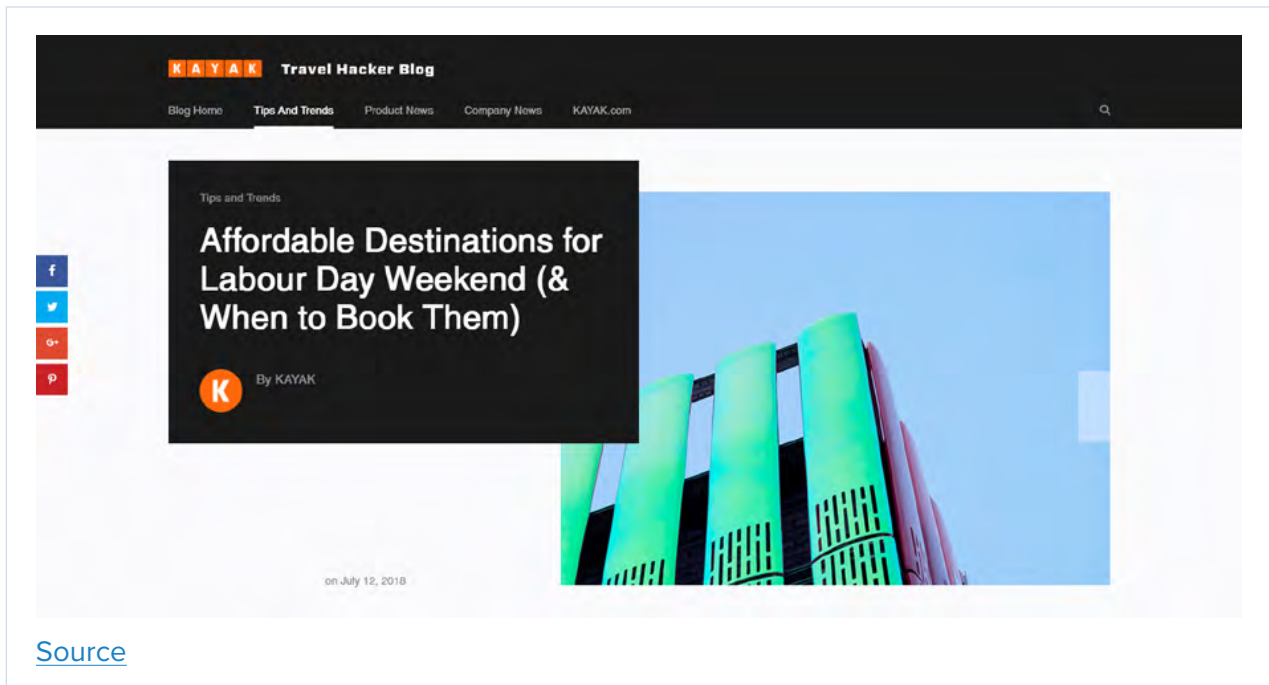 KAYAK Travel Hacker Blog
Blog Home Tips And Trends Product News Company News KAYAK.com
Tips and Trends
Affordable Destinations for
Labour Day Weekend (&
When to Book Them)
K By KAYAK
f
G+
on July 12, 2018
Source